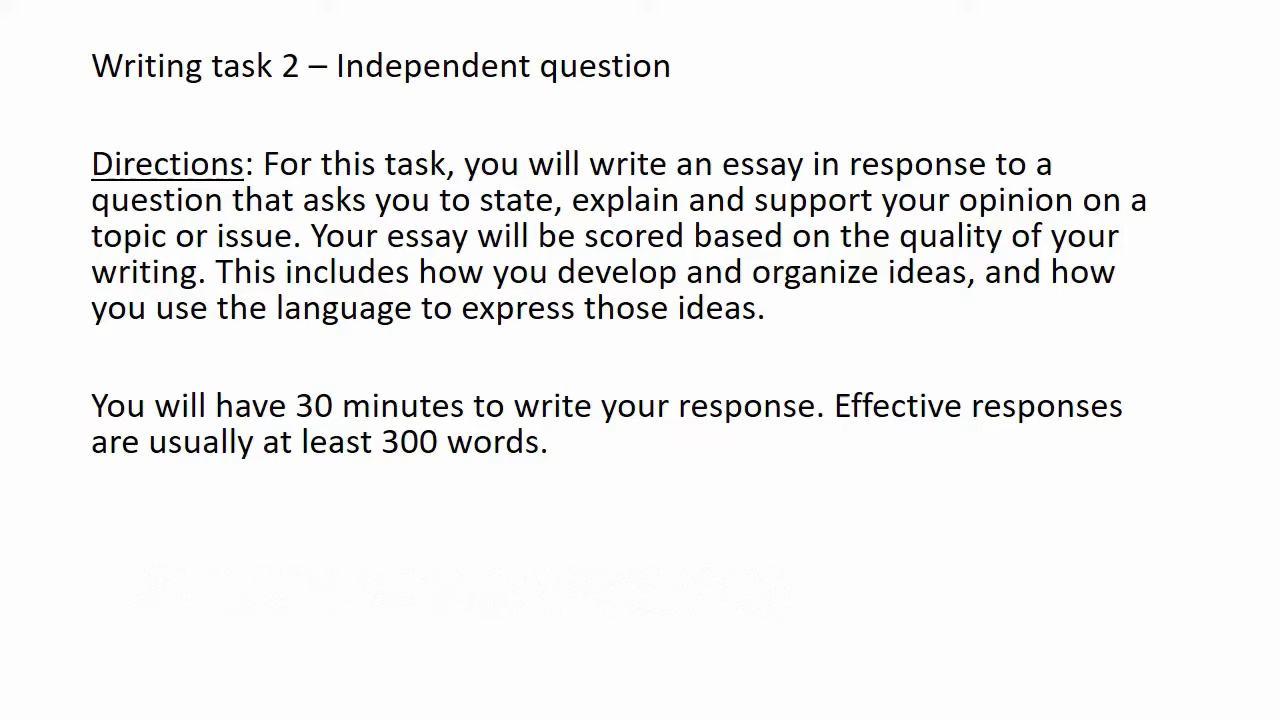 Writing task 2 – Independent question
Directions: For this task, you will write an essay in response to a
question that asks you to state, explain and support your opinion on a
topic or issue. Your essay will be scored based on the quality of your
writing. This includes how you develop and organize ideas, and how
you use the language to express those ideas.
You will have 30 minutes to write your response. Effective responses
are usually at least 300 words.